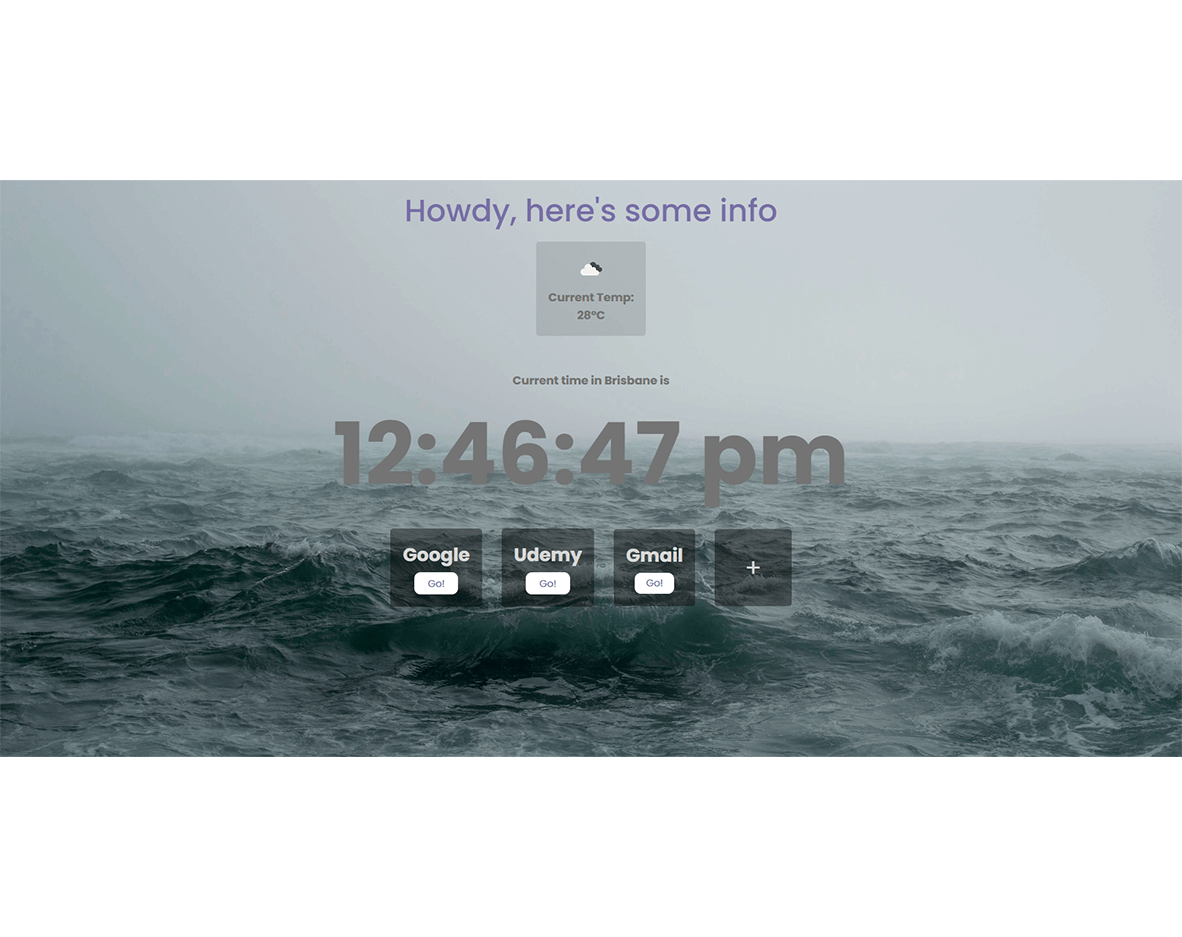 Howdy, here's some info
Current Temp:
28°C
Current time in Brisbane is
12:46:47 pm
Google Udemy Gmail +
Go! Go! Go!